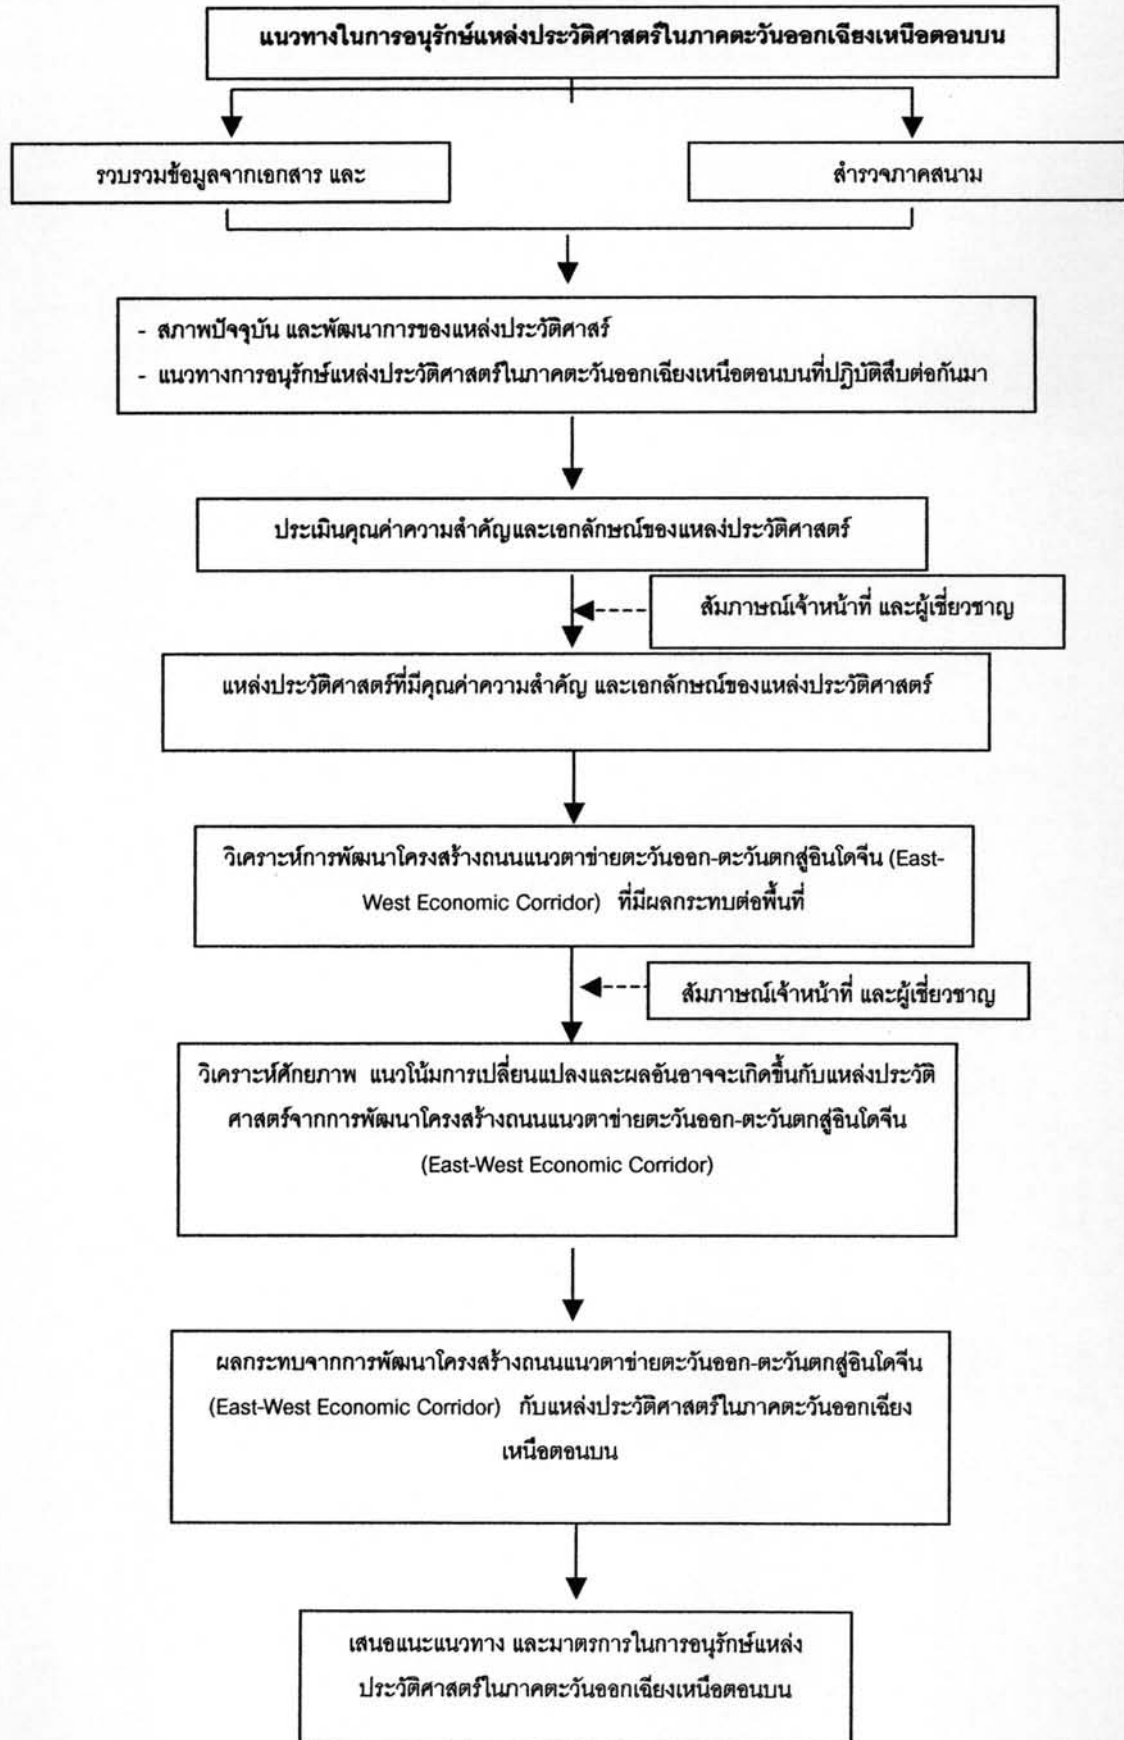 แนวทางในการอนุรักษ์แหล่งประวัติศาสตร์ในภาคตะวันออกเฉียงเหนือตอนบน
รวบรวมข้อมูลจากเอกสาร และ
สำรวจภาคสนาม
- สภาพปัจจุบัน และพัฒนาการของแหล่งประวัติศาสร์
- แนวทางการอนุรักษ์แหล่งประวัติศาสตร์ในภาคตะวันออกเฉียงเหนือตอนบนที่ปฏิบัติสืบต่อกันมา
ประเมินคุณค่าความสำคัญและเอกลักษณ์ของแหล่งประวัติศาสตร์
สัมภาษณ์เจ้าหน้าที่ และผู้เชี่ยวชาญ
แหล่งประวัติศาสตร์ที่มีคุณค่าความสำคัญ และเอกลักษณ์ของแหล่งประวัติศาสตร์
วิเคราะห์การพัฒนาโครงสร้างถนนแนวตาข่ายตะวันออก-ตะวันตกสู่อินโดจีน (East-
West Economic Corridor) ที่มีผลกระทบต่อพื้นที่
สัมภาษณ์เจ้าหน้าที่ และผู้เชี่ยวชาญ
วิเคราะห์ศักยภาพ แนวโน้มการเปลี่ยนแปลงและผลอันอาจจะเกิดขึ้นกับแหล่งประวัติ
ศาสตร์จากการพัฒนาโครงสร้างถนนแนวตาข่ายตะวันออก-ตะวันตกสู่อินโดจีน
(East-West Economic Corridor)
ผลกระทบจากการพัฒนาโครงสร้างถนนแนวตาข่ายตะวันออก-ตะวันตกสู่อินโดจีน
(East-West Economic Corridor) กับแหล่งประวัติศาสตร์ในภาคตะวันออกเฉียง
เหนือตอนบน
เสนอแนะแนวทาง และมาตรการในการอนุรักษ์แหล่ง
ประวัติศาสตร์ในภาคตะวันออกเฉียงเหนือตอนบน